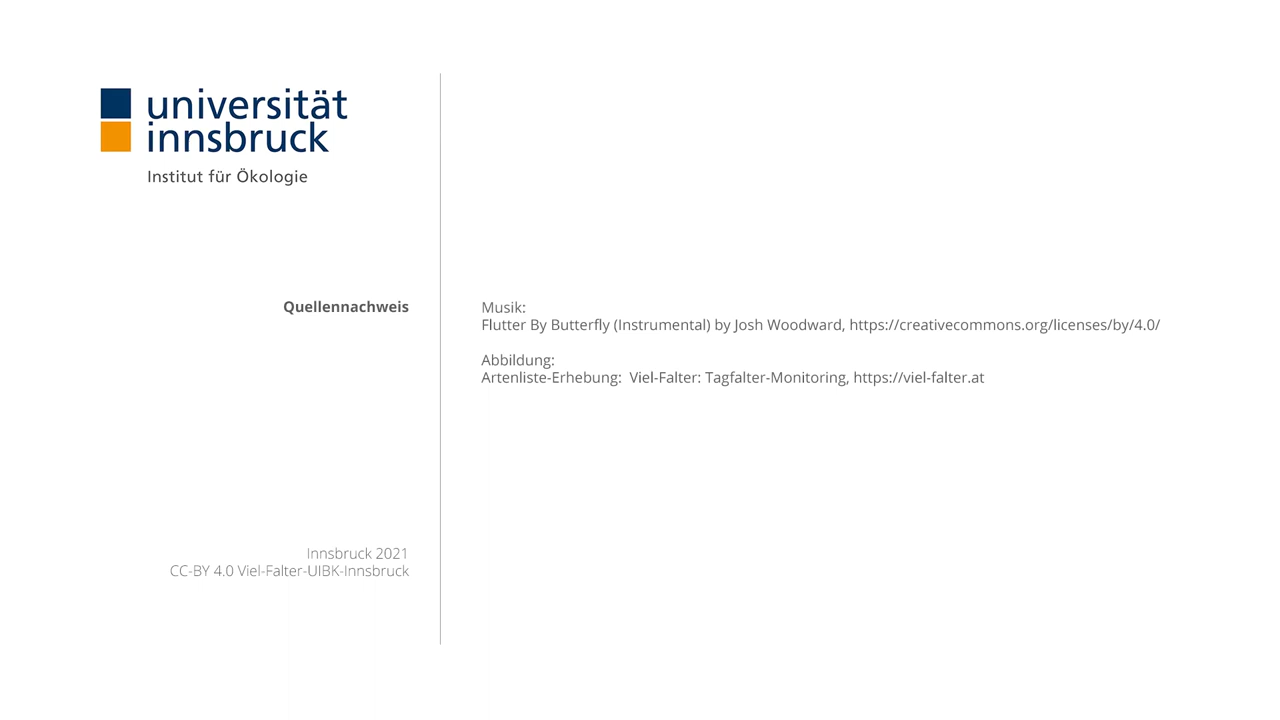 universität
innsbruck
Institut für Ökologie
Quellennachweis
Musik:
Flutter By Butterfly (Instrumental) by Josh Woodward, https://creativecommons.org/licenses/by/4.0/
Abbildung:
Artenliste-Erhebung:  Viel-Falter: Tagfalter-Monitoring, https://viel-falter.at
Innsbruck 2021
CC-BY 4.0 Viel-Falter-UIBK-Innsbruck